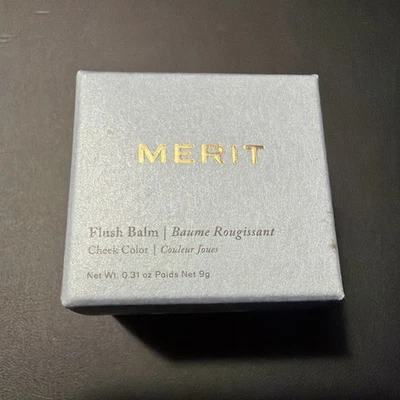 MERIT
Flush Balm | Baume Rougissant
Cheek Color | Couleur Joues
Net Wt. 0.31 oz Poids Net 9g